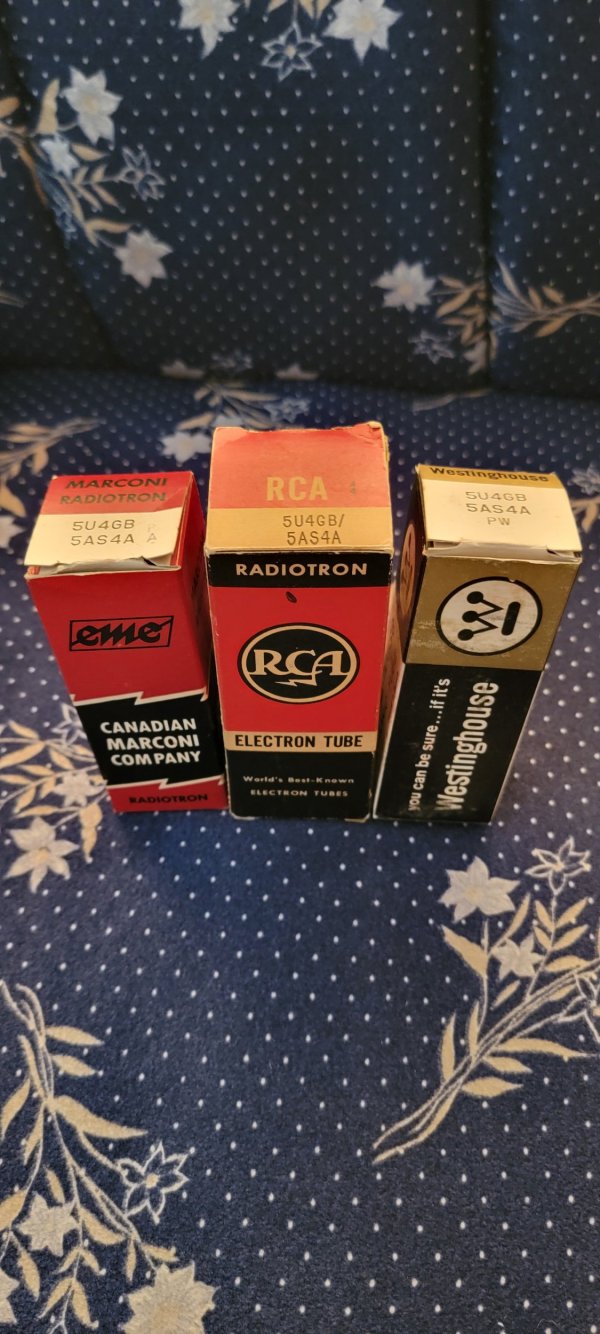 MARCONI
RADIOTRON
5U4GB
5AS4A A
CMC
CANADIAN
MARCONI
COMPANY
RADIOTRON
RCA
5U4GB/
5AS4A
RADIOTRON
RCA
ELECTRON TUBE
World's Best-Known
ELECTRON TUBES
Westinghouse
5U4GB
5AS4A
PW
W
you can be sure...if it's
Westinghouse